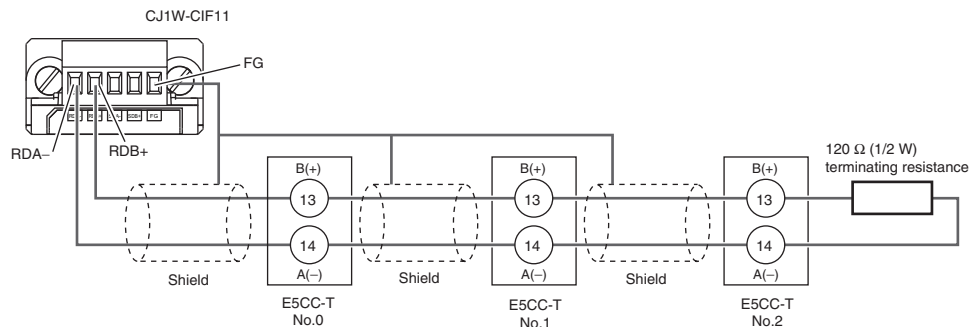 CJ1W-CIF11
FG
RDA−
RDB+
SDB+ FG
120 Ω (1/2 W)
terminating resistance
B(+)
B(+)
B(+)
13
13
13
14
14
14
A(−)
A(−)
A(−)
Shield
Shield
Shield
E5CC-T
No.0
E5CC-T
No.1
E5CC-T
No.2